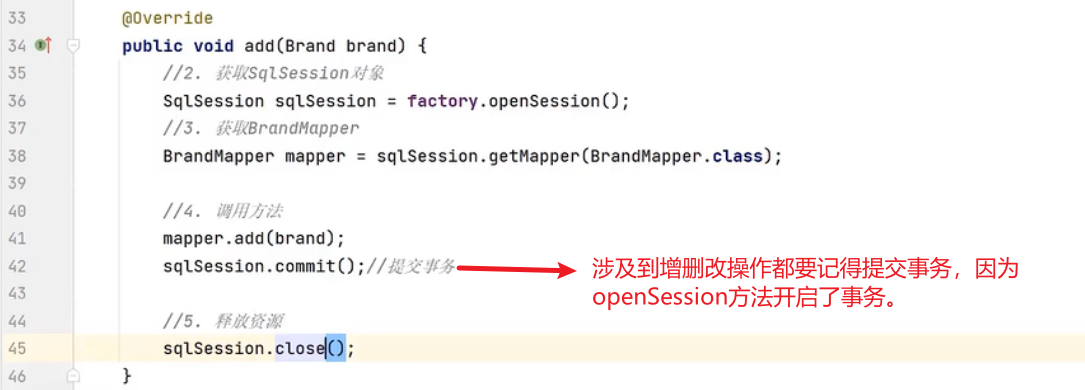 33 @Override
34 public void add(Brand brand) {
35 //2. 获取SqlSession对象
36 SqlSession sqlSession = factory.openSession();
37 //3. 获取BrandMapper
38 BrandMapper mapper = sqlSession.getMapper(BrandMapper.class);
39
40 //4. 调用方法
41 mapper.add(brand);
42 sqlSession.commit();//提交事务 涉及到增删改操作都要记得提交事务，因为
43 openSession方法开启了事务。
44 //5. 释放资源
45 sqlSession.close();
46 }